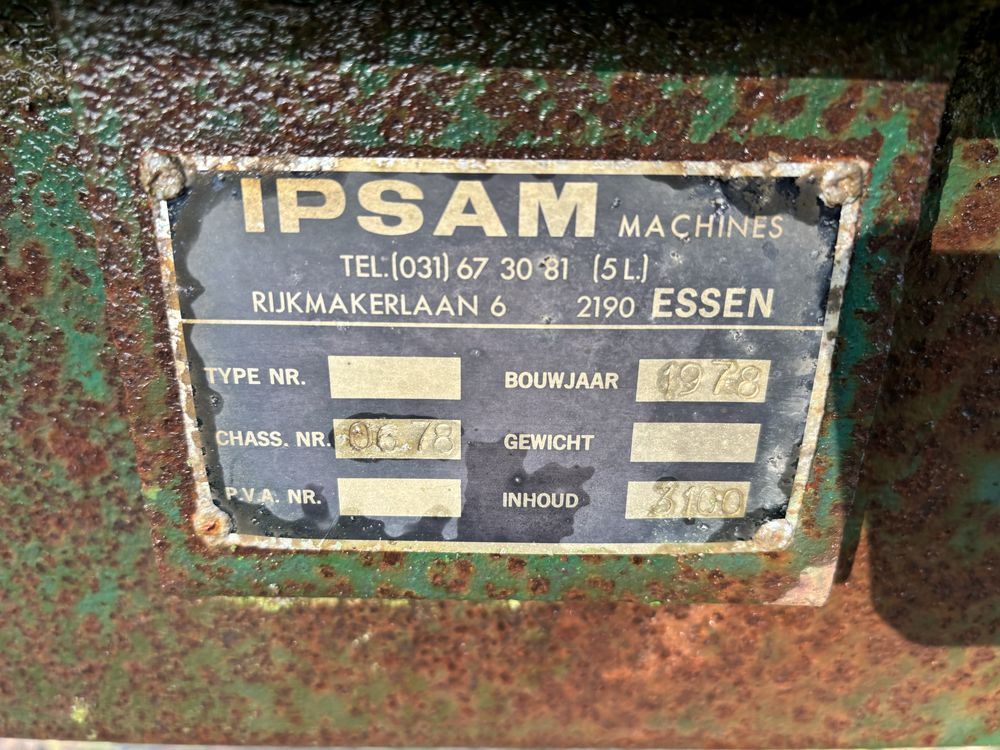 IPSAM MACHINES
TEL.(031) 67 30 81 (5 L.)
RIJKMAKERLAAN 6 2190 ESSEN
TYPE NR. BOUWJAAR 1978
CHASS. NR. 06.78 GEWICHT
P.V.A. NR. INHOUD 3100